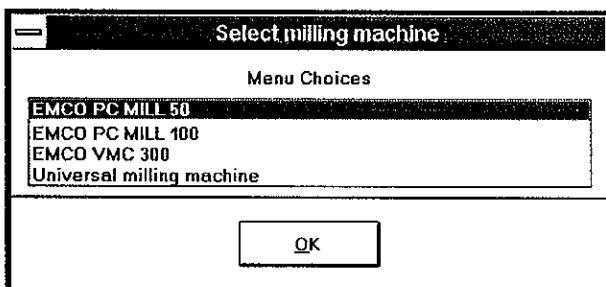 Select milling machine
Menu Choices
EMCO PC MILL 50
EMCO PC MILL 100
EMCO VMC 300
Universal milling machine
OK